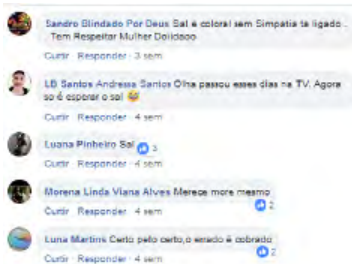 Sandro Blindado Por Deus Sal é coloral sem Simpatia ta ligado .
. Tem Respeitar Mulher Doiidaoo
Curtir · Responder · 3 sem
LB Santos Andressa Santos Olha passou esses dias na TV. Agora
so é esperar o sal 😂
Curtir · Responder · 4 sem
Luana Pinheiro Sal 3
Curtir · Responder · 4 sem
Morena Linda Viana Alves Merece morre mesmo
2
Curtir · Responder · 4 sem
Luna Martins Certo pelo certo,o errado é cobrado
2
Curtir · Responder · 4 sem